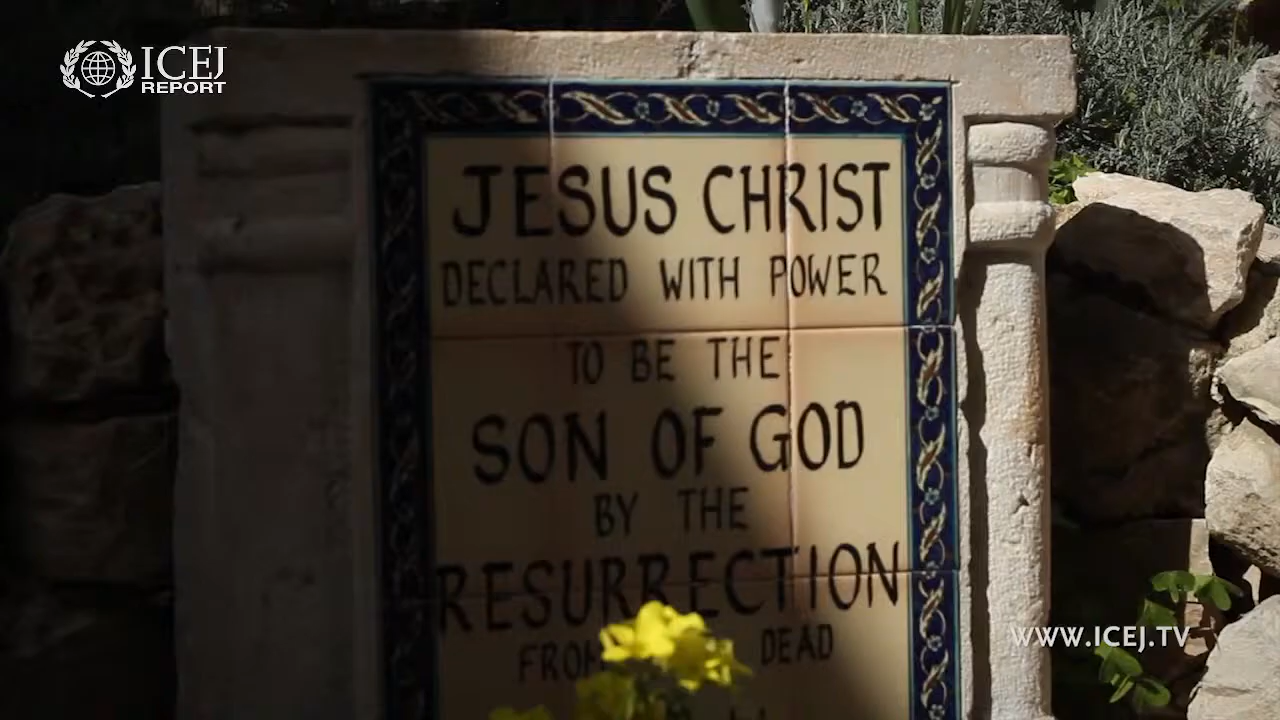 ICEJ
REPORT
JESUS CHRIST
DECLARED WITH POWER
TO BE THE
SON OF GOD
BY THE
RESURRECTION
FROM DEAD
WWW.ICEJ.TV